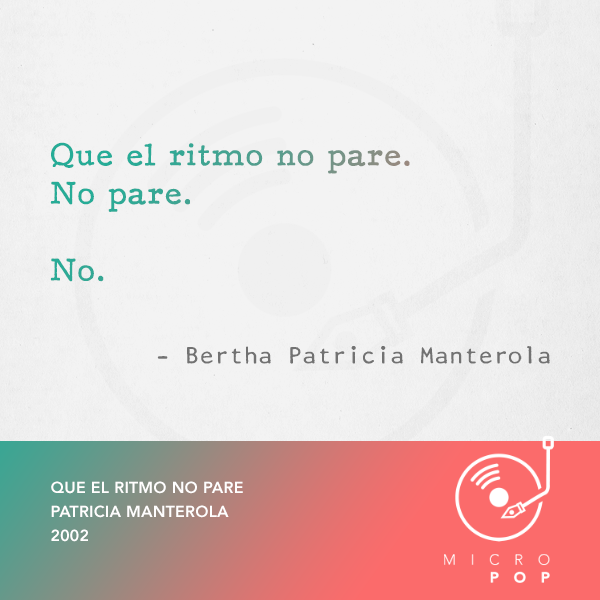 Que el ritmo no pare.
No pare.
No.
– Bertha Patricia Manterola
QUE EL RITMO NO PARE
PATRICIA MANTEROLA
2002
MICRO
POP